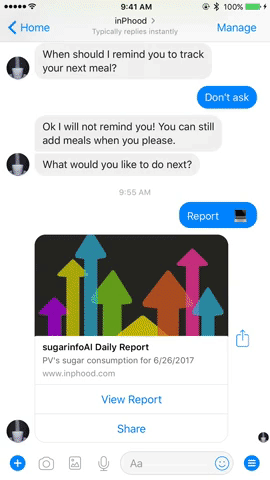 9:41 AM
100%
Home
inPhood >
Typically replies instantly
Manage
When should I remind you to track
your next meal?
Don't ask
Ok I will not remind you! You can still
add meals when you please.
What would you like to do next?
9:55 AM
Report
sugarinfoAI Daily Report
PV's sugar consumption for 6/26/2017
www.inphood.com
View Report
Share
Aa